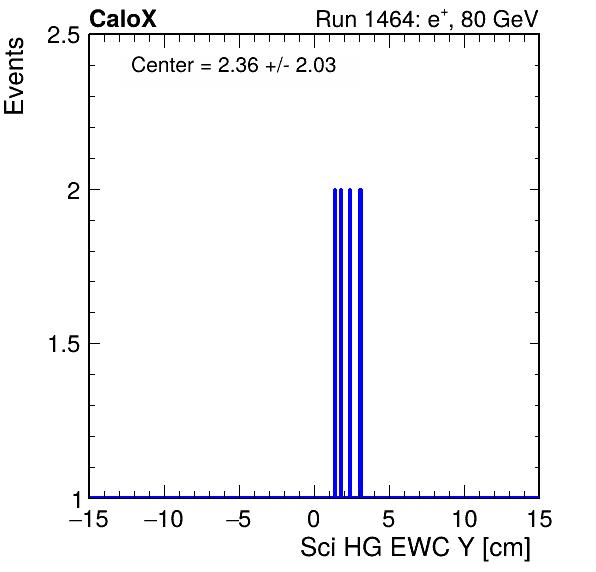 CaloX Run 1464: e⁺, 80 GeV
Events
Center = 2.36 +/- 2.03
2.5
2
1.5
1
−15 −10 −5 0 5 10 15
Sci HG EWC Y [cm]